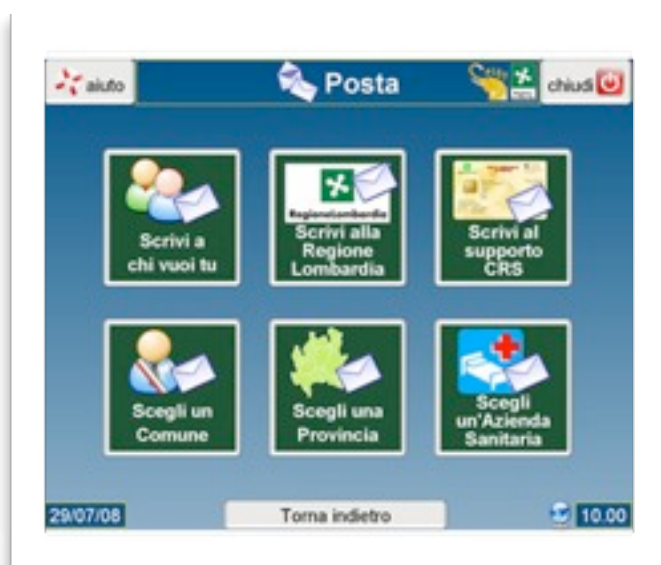 aiuto
Posta
chiudi
Scrivi a
chi vuoi tu
RegioneLombardia
Scrivi alla
Regione
Lombardia
Scrivi al
supporto
CRS
Scegli un
Comune
Scegli una
Provincia
Scegli
un'Azienda
Sanitaria
29/07/08
Torna indietro
10.00